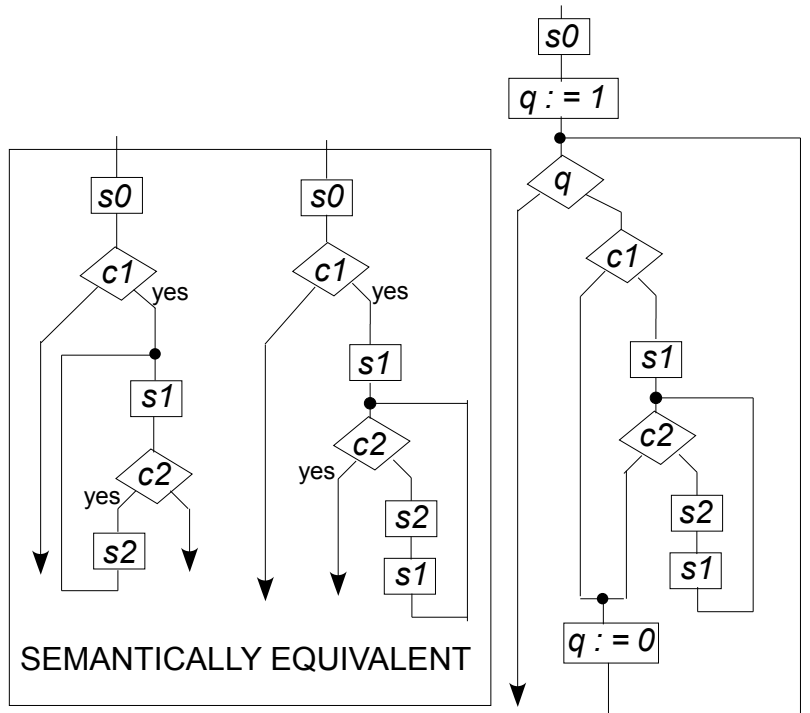 s0
c1
yes
s1
c2
yes
s2
s0
c1
yes
s1
c2
yes
s2
s1
SEMANTICALLY EQUIVALENT
s0
q : = 1
q
c1
s1
c2
s2
s1
q : = 0